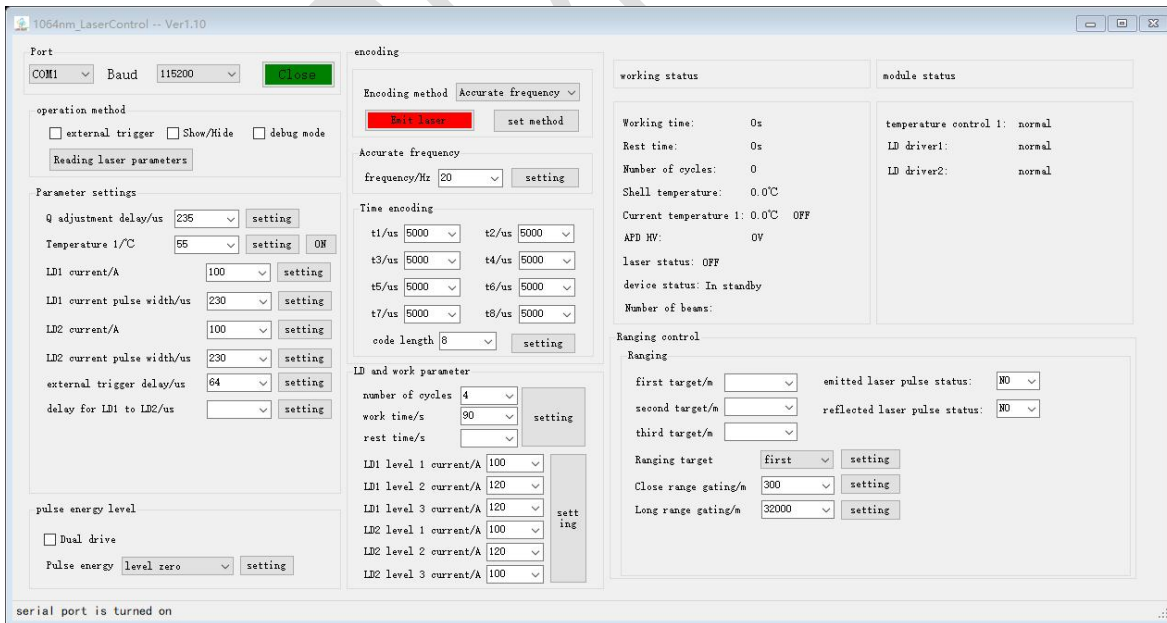 1064nm_LaserControl -- Ver1.10
Port
COM1 Baud 115200 Close
operation method
external trigger Show/Hide debug mode
Reading laser parameters
Parameter settings
Q adjustment delay/us 235 setting
Temperature 1/℃ 55 setting ON
LD1 current/A 100 setting
LD1 current pulse width/us 230 setting
LD2 current/A 100 setting
LD2 current pulse width/us 230 setting
external trigger delay/us 64 setting
delay for LD1 to LD2/us setting
pulse energy level
Dual drive
Pulse energy level zero setting
encoding
Encoding method Accurate frequency
Emit laser set method
Accurate frequency
frequency/Hz 20 setting
Time encoding
t1/us 5000 t2/us 5000
t3/us 5000 t4/us 5000
t5/us 5000 t6/us 5000
t7/us 5000 t8/us 5000
code length 8 setting
LD and work parameter
number of cycles 4
work time/s 90 setting
rest time/s
LD1 level 1 current/A 100
LD1 level 2 current/A 120
LD1 level 3 current/A 120
LD2 level 1 current/A 100
LD2 level 2 current/A 120
LD2 level 3 current/A 100
sett
ing
working status
Working time: 0s
Rest time: 0s
Number of cycles: 0
Shell temperature: 0.0℃
Current temperature 1: 0.0℃ OFF
APD HV: 0V
laser status: OFF
device status: In standby
Number of beams:
module status
temperature control 1: normal
LD driver1: normal
LD driver2: normal
Ranging control
Ranging
first target/m emitted laser pulse status: NO
second target/m reflected laser pulse status: NO
third target/m
Ranging target first setting
Close range gating/m 300 setting
Long range gating/m 32000 setting
serial port is turned on